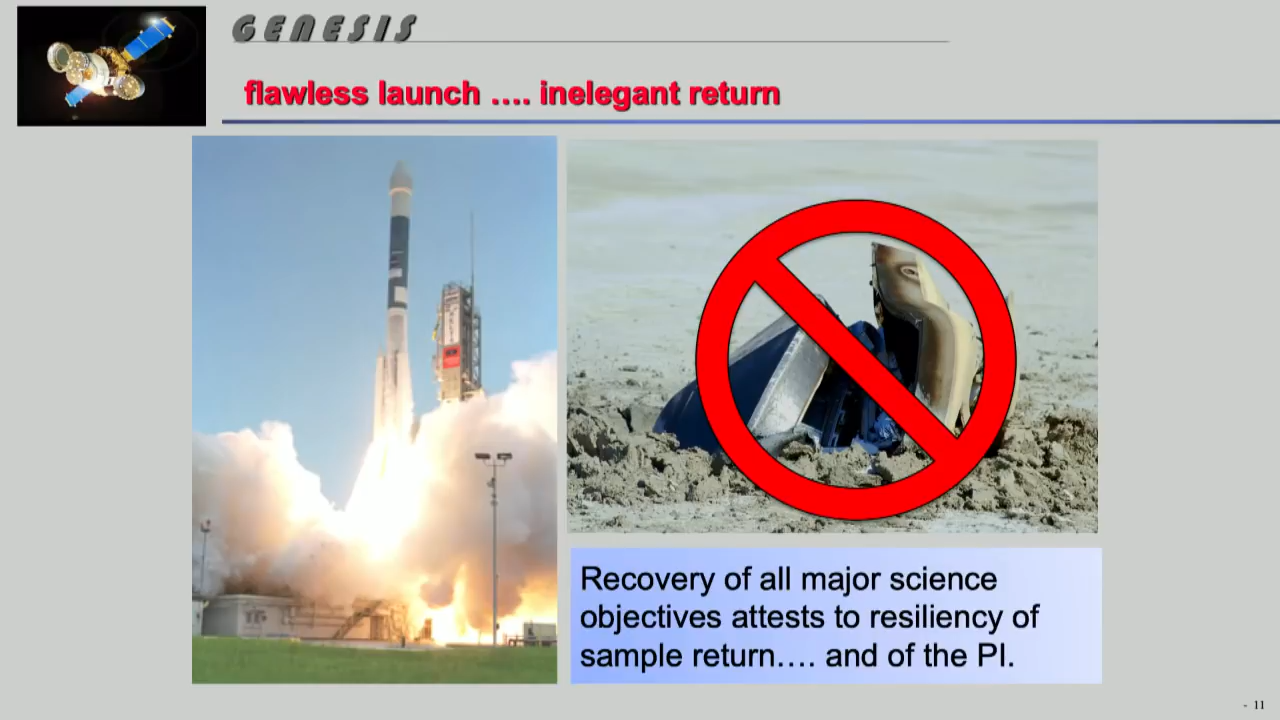 GENESIS
flawless launch .... inelegant return
Recovery of all major science
objectives attests to resiliency of
sample return…. and of the PI.
- 11